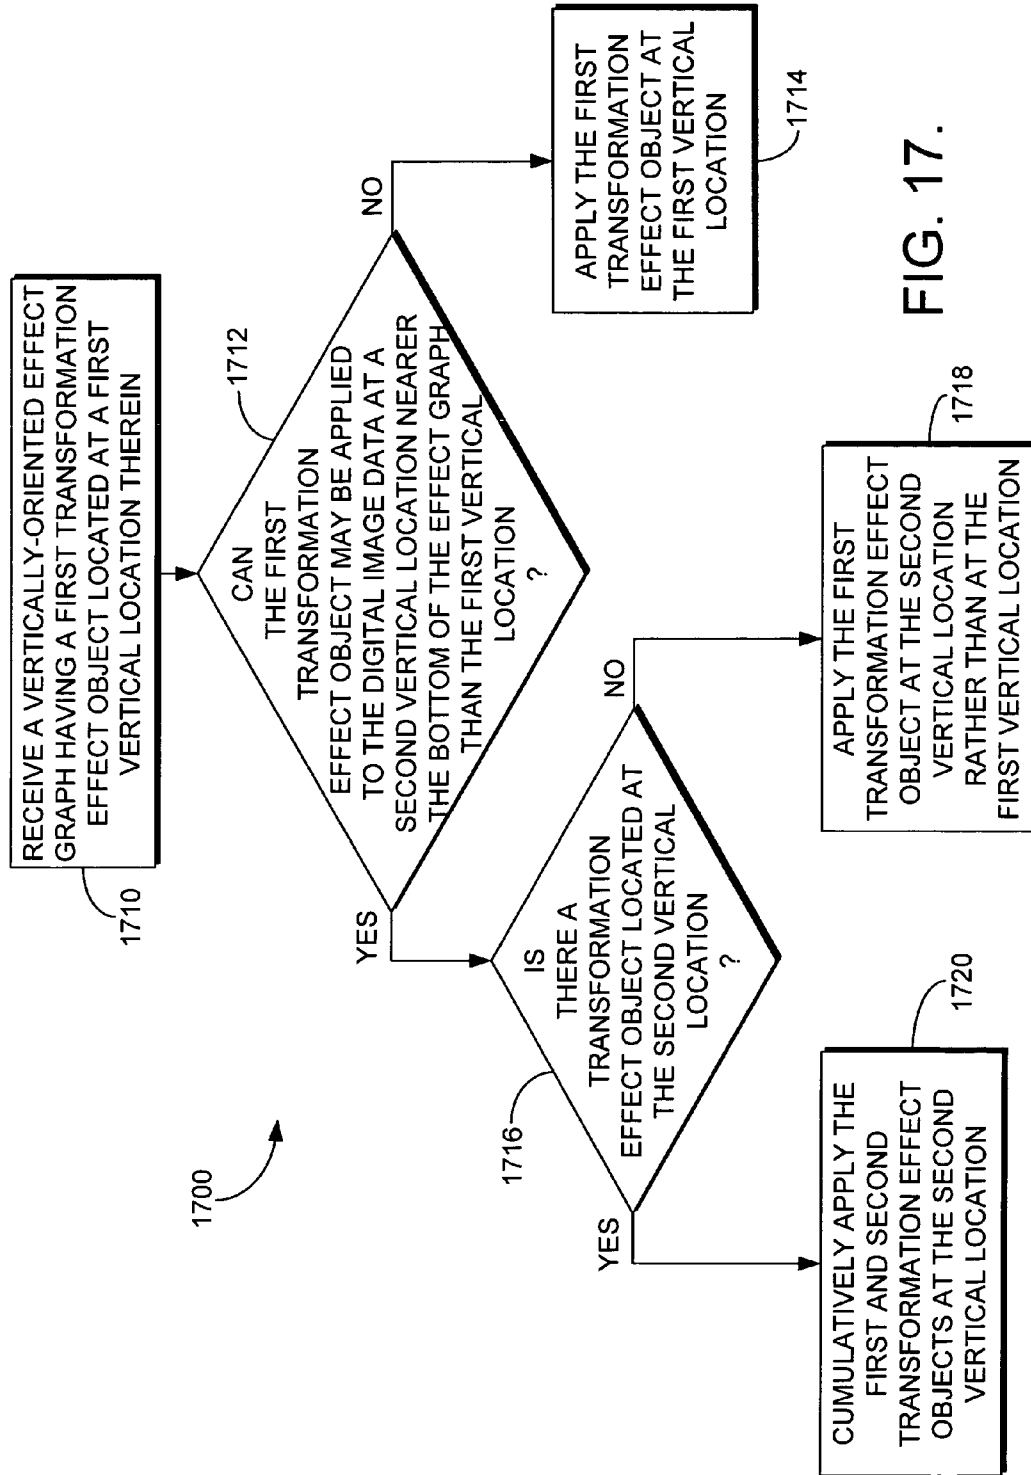 1700
RECEIVE A VERTICALLY-ORIENTED EFFECT
GRAPH HAVING A FIRST TRANSFORMATION
EFFECT OBJECT LOCATED AT A FIRST
VERTICAL LOCATION THEREIN
1710
CAN
THE FIRST
TRANSFORMATION
EFFECT OBJECT MAY BE APPLIED
TO THE DIGITAL IMAGE DATA AT A
SECOND VERTICAL LOCATION NEARER
THE BOTTOM OF THE EFFECT GRAPH
THAN THE FIRST VERTICAL
LOCATION
?
1712
YES
NO
APPLY THE FIRST
TRANSFORMATION
EFFECT OBJECT AT
THE FIRST VERTICAL
LOCATION
1714
IS
THERE A
TRANSFORMATION
EFFECT OBJECT LOCATED AT
THE SECOND VERTICAL
LOCATION
?
1716
YES
NO
CUMULATIVELY APPLY THE
FIRST AND SECOND
TRANSFORMATION EFFECT
OBJECTS AT THE SECOND
VERTICAL LOCATION
1720
APPLY THE FIRST
TRANSFORMATION EFFECT
OBJECT AT THE SECOND
VERTICAL LOCATION
RATHER THAN AT THE
FIRST VERTICAL LOCATION
1718
FIG. 17.